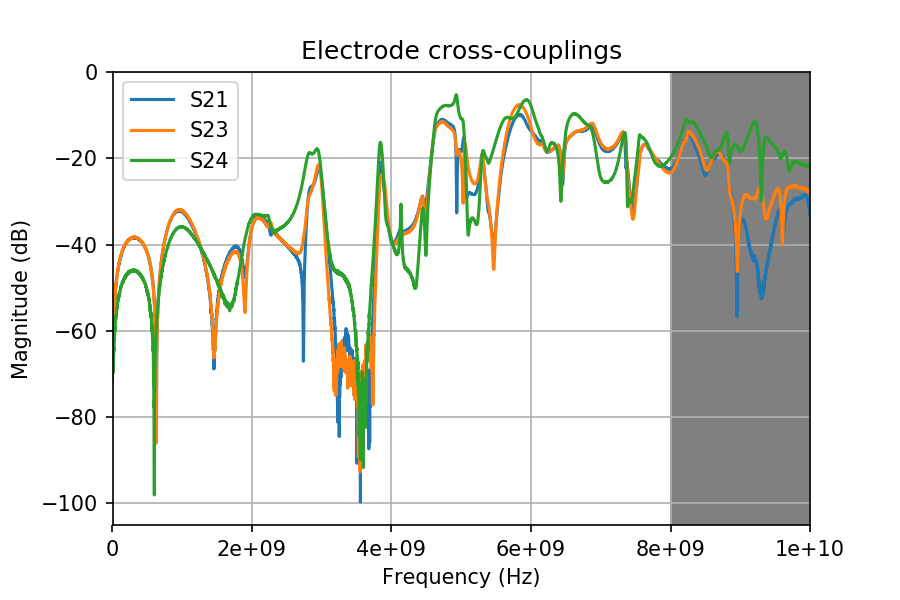 Electrode cross-couplings
S21
S23
S24
0
−20
−40
−60
−80
−100
Magnitude (dB)
0
2e+09
4e+09
6e+09
8e+09
1e+10
Frequency (Hz)